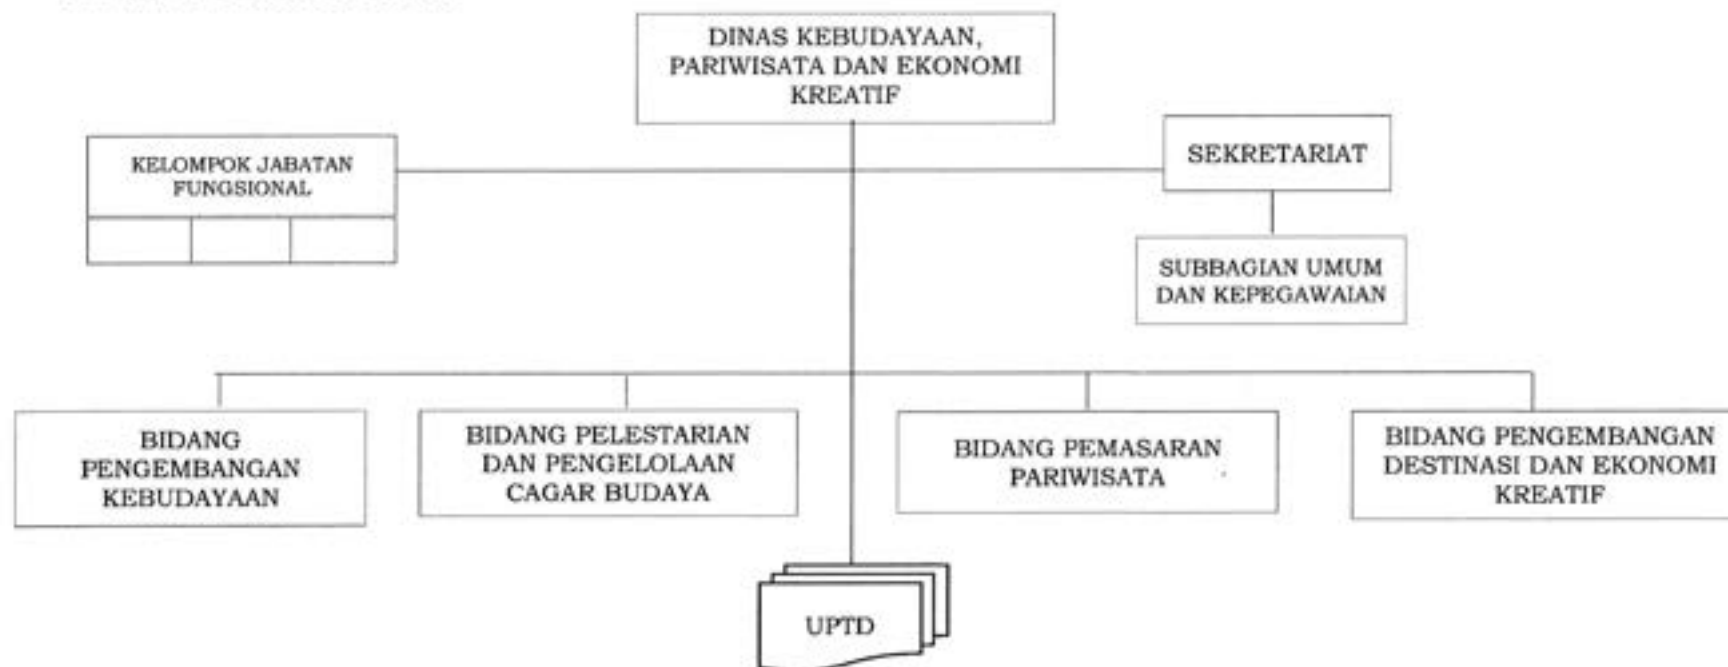 DINAS KEBUDAYAAN,
PARIWISATA DAN EKONOMI
KREATIF
KELOMPOK JABATAN
FUNGSIONAL
SEKRETARIAT
SUBBAGIAN UMUM
DAN KEPEGAWAIAN
BIDANG
PENGEMBANGAN
KEBUDAYAAN
BIDANG PELESTARIAN
DAN PENGELOLAAN
CAGAR BUDAYA
BIDANG PEMASARAN
PARIWISATA
BIDANG PENGEMBANGAN
DESTINASI DAN EKONOMI
KREATIF
UPTD